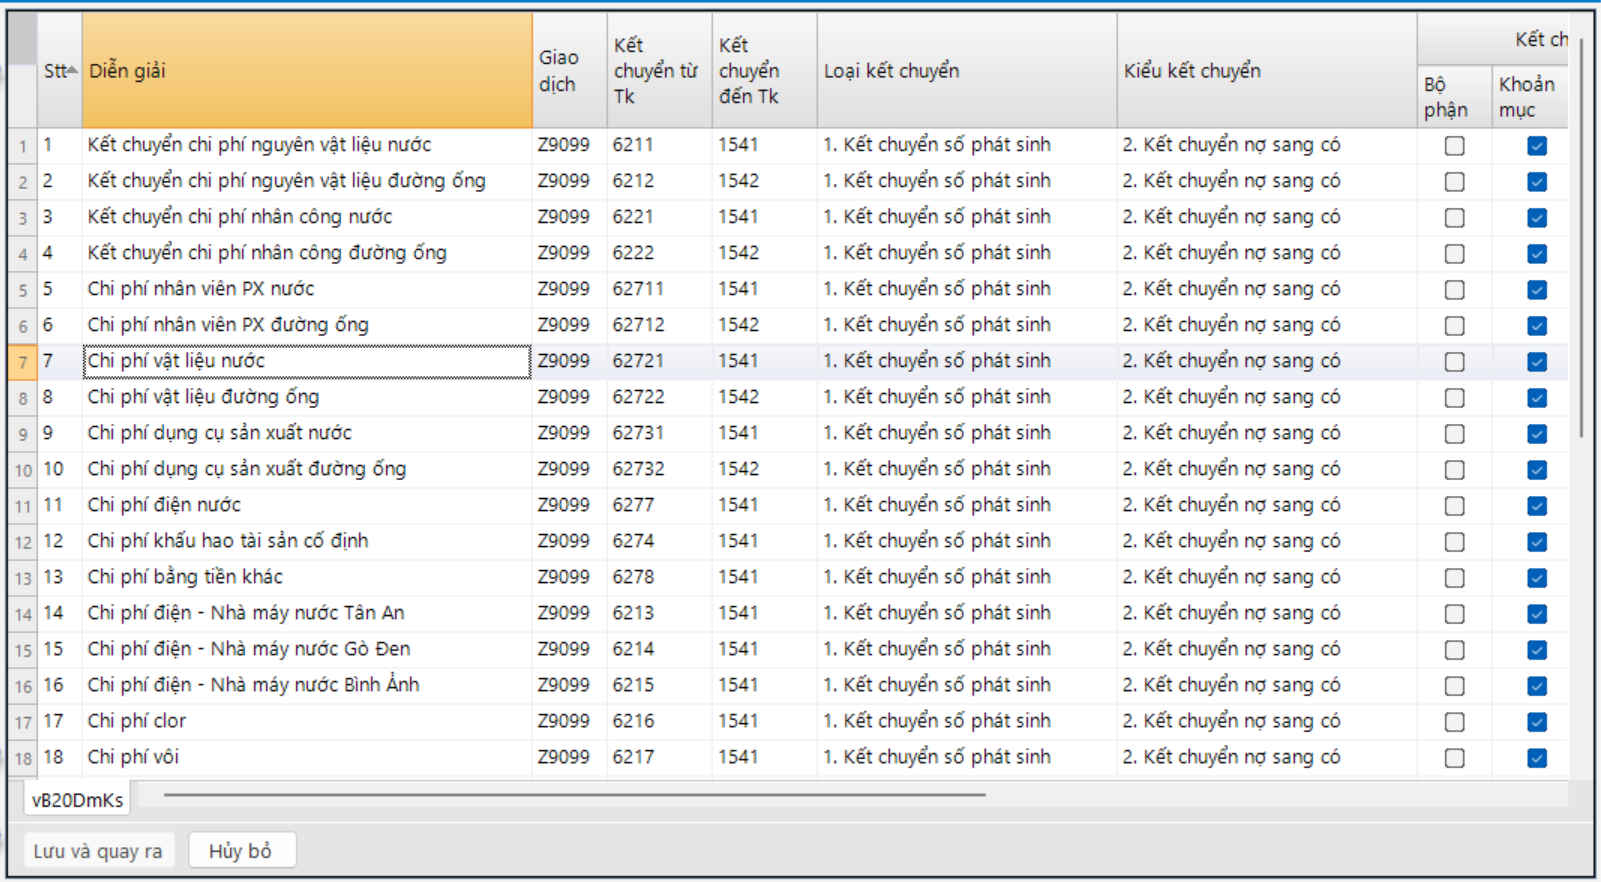 Stt Diễn giải Giao dịch Kết chuyển từ Tk Kết chuyển đến Tk Loại kết chuyển Kiểu kết chuyển Kết ch
Bộ phận Khoản mục
1 1 Kết chuyển chi phí nguyên vật liệu nước Z9099 6211 1541 1. Kết chuyển số phát sinh 2. Kết chuyển nợ sang có
2 2 Kết chuyển chi phí nguyên vật liệu đường ống Z9099 6212 1542 1. Kết chuyển số phát sinh 2. Kết chuyển nợ sang có
3 3 Kết chuyển chi phí nhân công nước Z9099 6221 1541 1. Kết chuyển số phát sinh 2. Kết chuyển nợ sang có
4 4 Kết chuyển chi phí nhân công đường ống Z9099 6222 1542 1. Kết chuyển số phát sinh 2. Kết chuyển nợ sang có
5 5 Chi phí nhân viên PX nước Z9099 62711 1541 1. Kết chuyển số phát sinh 2. Kết chuyển nợ sang có
6 6 Chi phí nhân viên PX đường ống Z9099 62712 1542 1. Kết chuyển số phát sinh 2. Kết chuyển nợ sang có
7 7 Chi phí vật liệu nước Z9099 62721 1541 1. Kết chuyển số phát sinh 2. Kết chuyển nợ sang có
8 8 Chi phí vật liệu đường ống Z9099 62722 1542 1. Kết chuyển số phát sinh 2. Kết chuyển nợ sang có
9 9 Chi phí dụng cụ sản xuất nước Z9099 62731 1541 1. Kết chuyển số phát sinh 2. Kết chuyển nợ sang có
10 10 Chi phí dụng cụ sản xuất đường ống Z9099 62732 1542 1. Kết chuyển số phát sinh 2. Kết chuyển nợ sang có
11 11 Chi phí điện nước Z9099 6277 1541 1. Kết chuyển số phát sinh 2. Kết chuyển nợ sang có
12 12 Chi phí khấu hao tài sản cố định Z9099 6274 1541 1. Kết chuyển số phát sinh 2. Kết chuyển nợ sang có
13 13 Chi phí bằng tiền khác Z9099 6278 1541 1. Kết chuyển số phát sinh 2. Kết chuyển nợ sang có
14 14 Chi phí điện - Nhà máy nước Tân An Z9099 6213 1541 1. Kết chuyển số phát sinh 2. Kết chuyển nợ sang có
15 15 Chi phí điện - Nhà máy nước Gò Đen Z9099 6214 1541 1. Kết chuyển số phát sinh 2. Kết chuyển nợ sang có
16 16 Chi phí điện - Nhà máy nước Bình Ảnh Z9099 6215 1541 1. Kết chuyển số phát sinh 2. Kết chuyển nợ sang có
17 17 Chi phí clor Z9099 6216 1541 1. Kết chuyển số phát sinh 2. Kết chuyển nợ sang có
18 18 Chi phí vôi Z9099 6217 1541 1. Kết chuyển số phát sinh 2. Kết chuyển nợ sang có
vB20DmKs
Lưu và quay ra Hủy bỏ